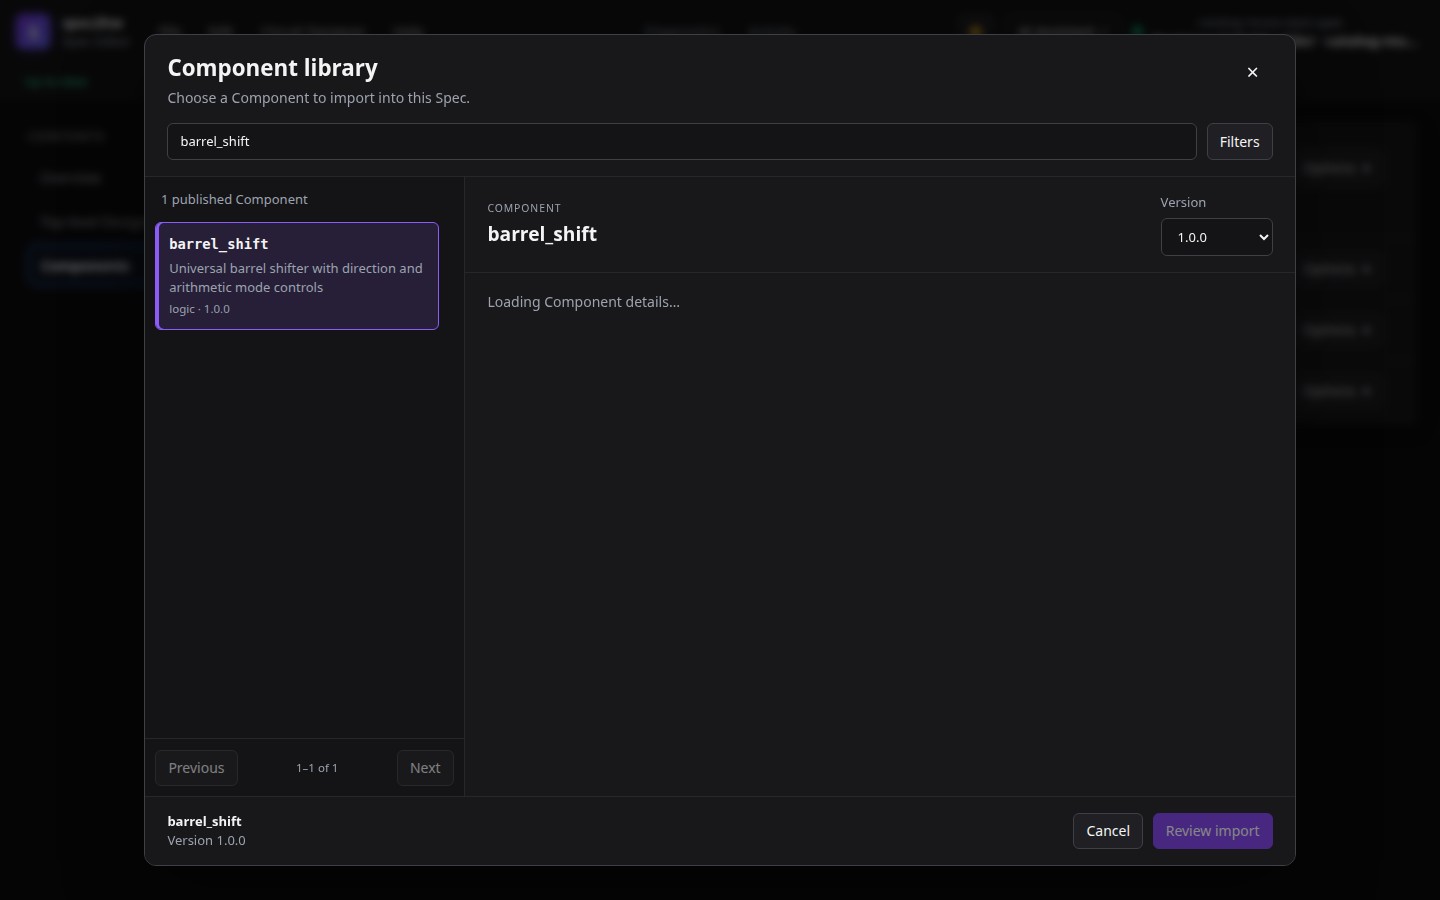 Component library
Choose a Component to import into this Spec.
×
barrel_shift
Filters
1 published Component
barrel_shift
Universal barrel shifter with direction and
arithmetic mode controls
logic · 1.0.0
COMPONENT
barrel_shift
Version
1.0.0
Loading Component details...
Previous
1–1 of 1
Next
barrel_shift
Version 1.0.0
Cancel
Review import